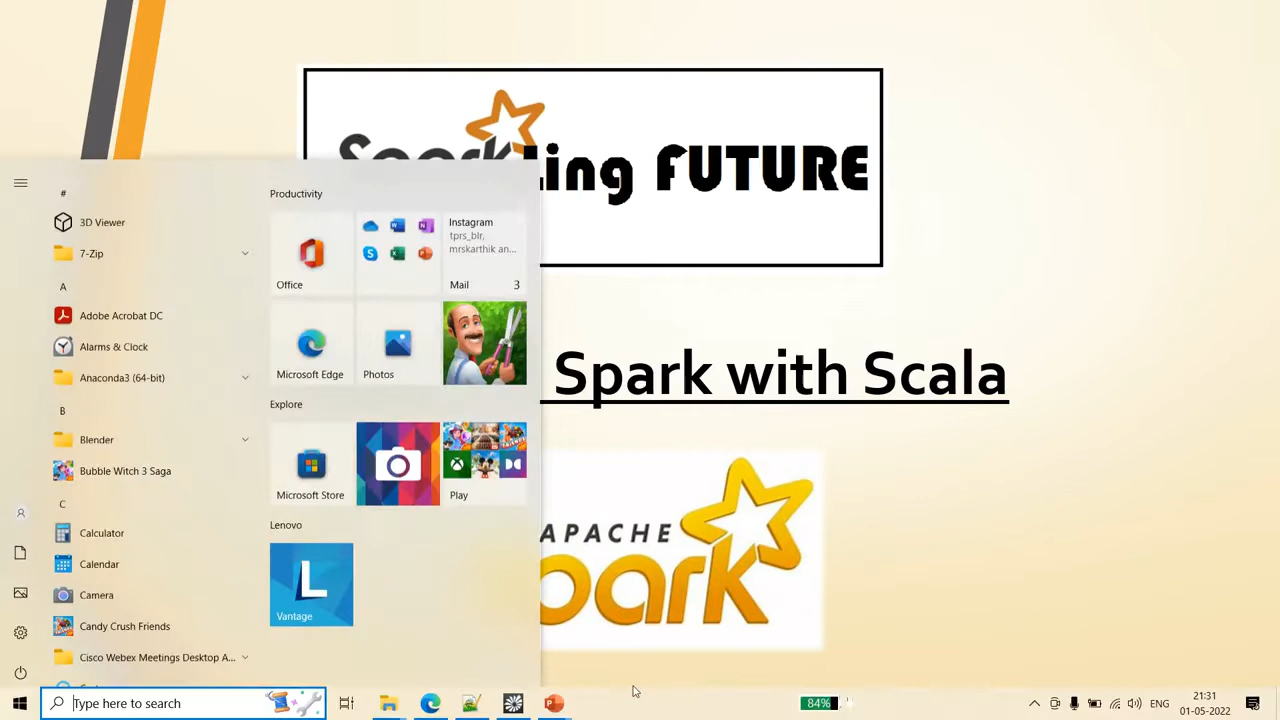 Sparkling FUTURE
Spark with Scala
APACHE
Spark
#
3D Viewer
7-Zip
A
Adobe Acrobat DC
Alarms & Clock
Anaconda3 (64-bit)
B
Blender
Bubble Witch 3 Saga
C
Calculator
Calendar
Camera
Candy Crush Friends
Cisco Webex Meetings Desktop A...
Productivity
Office
Instagram
tprs_blr,
mrskarthik an...
Mail 3
Microsoft Edge
Photos
Explore
Microsoft Store
Play
Lenovo
L
Vantage
Type here to search
84%
ENG
21:31
01-05-2022